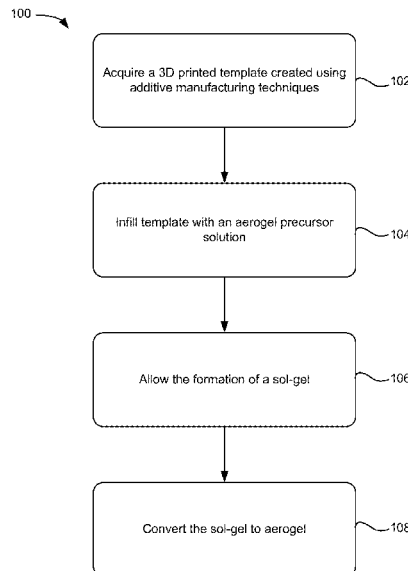 100
Acquire a 3D printed template created using
additive manufacturing techniques
102
Infill template with an aerogel precursor
solution
104
Allow the formation of a sol-gel
106
Convert the sol-gel to aerogel
108